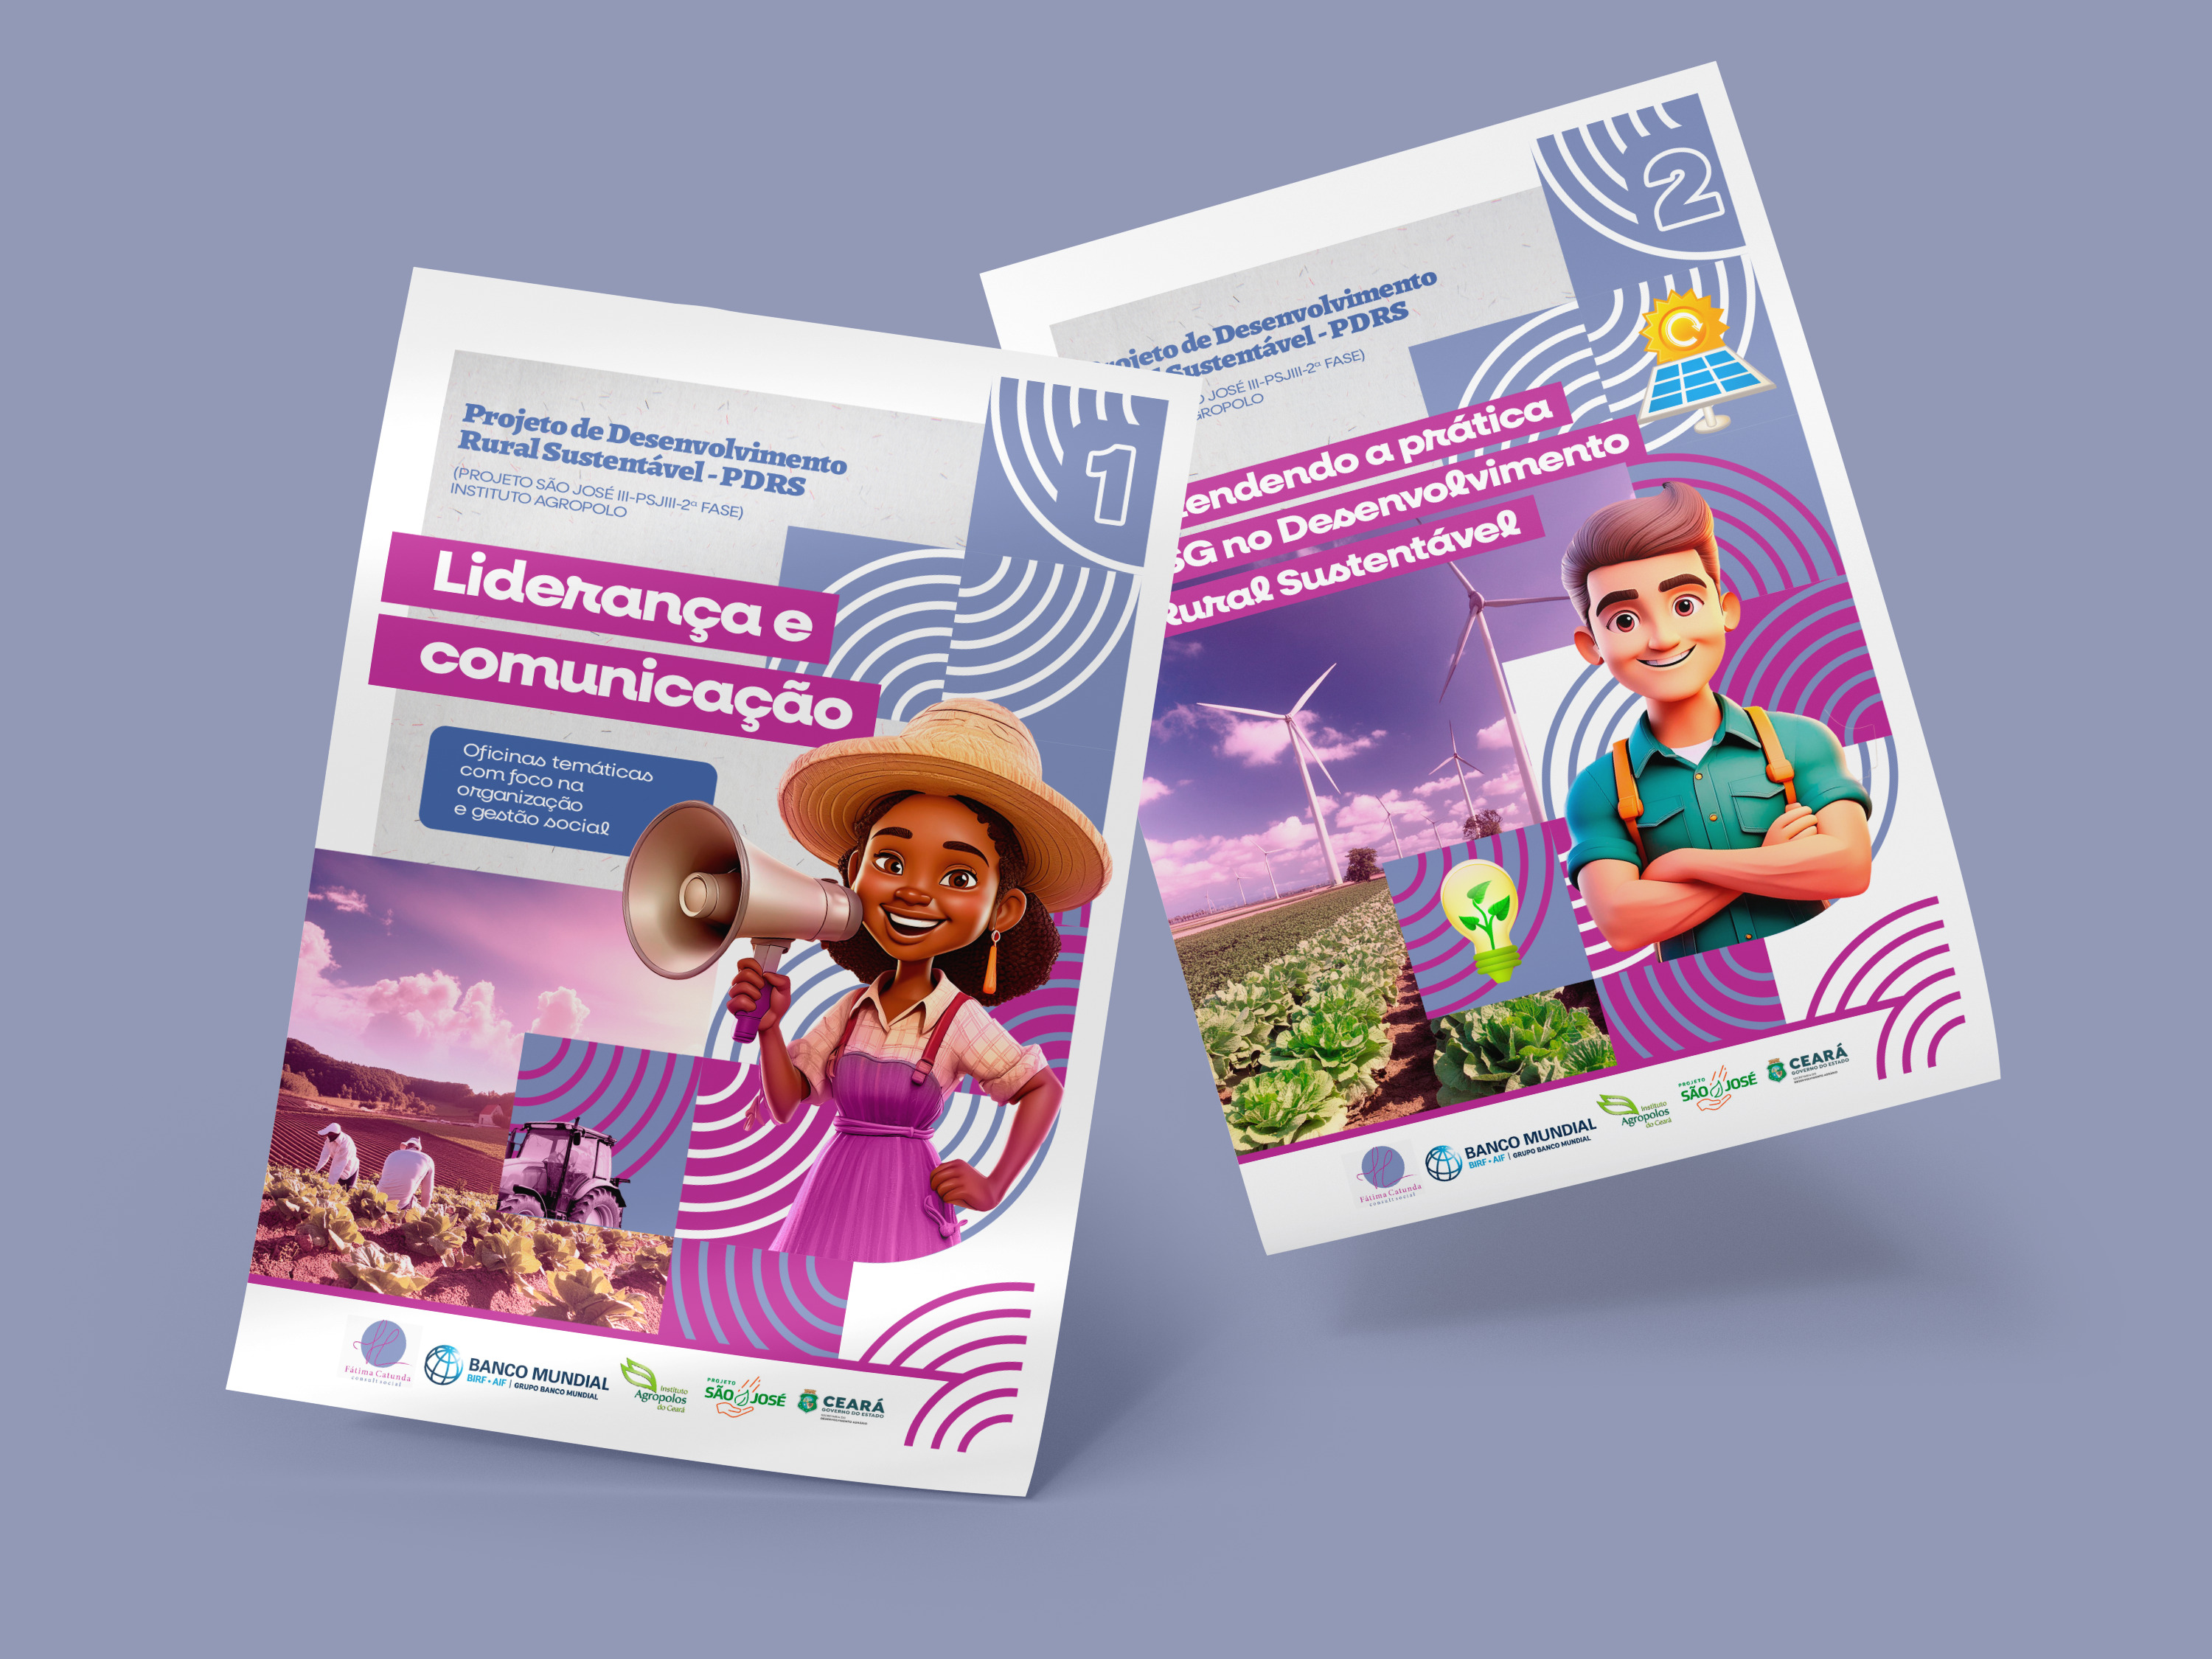 1
Projeto de Desenvolvimento
Rural Sustentável - PDRS
(PROJETO SÃO JOSÉ III-PSJIII-2ª FASE)
INSTITUTO AGROPOLO
Liderança e
comunicação
Oficinas temáticas
com foco na
organização
e gestão social
Fátima Catunda
consult social
BANCO MUNDIAL
BIRF • AIF | GRUPO BANCO MUNDIAL
Instituto
Agropolos
do Ceará
PROJETO
SÃO JOSÉ
CEARÁ
GOVERNO DO ESTADO
2
de Desenvolvimento
Sustentável - PDRS
JOSÉ III-PSJIII-2ª FASE)
a prática
no Desenvolvimento
Rural Sustentável
Fátima Catunda
consult social
BANCO MUNDIAL
BIRF • AIF | GRUPO BANCO MUNDIAL
Instituto
Agropolos
do Ceará
PROJETO
SÃO JOSÉ
CEARÁ
GOVERNO DO ESTADO